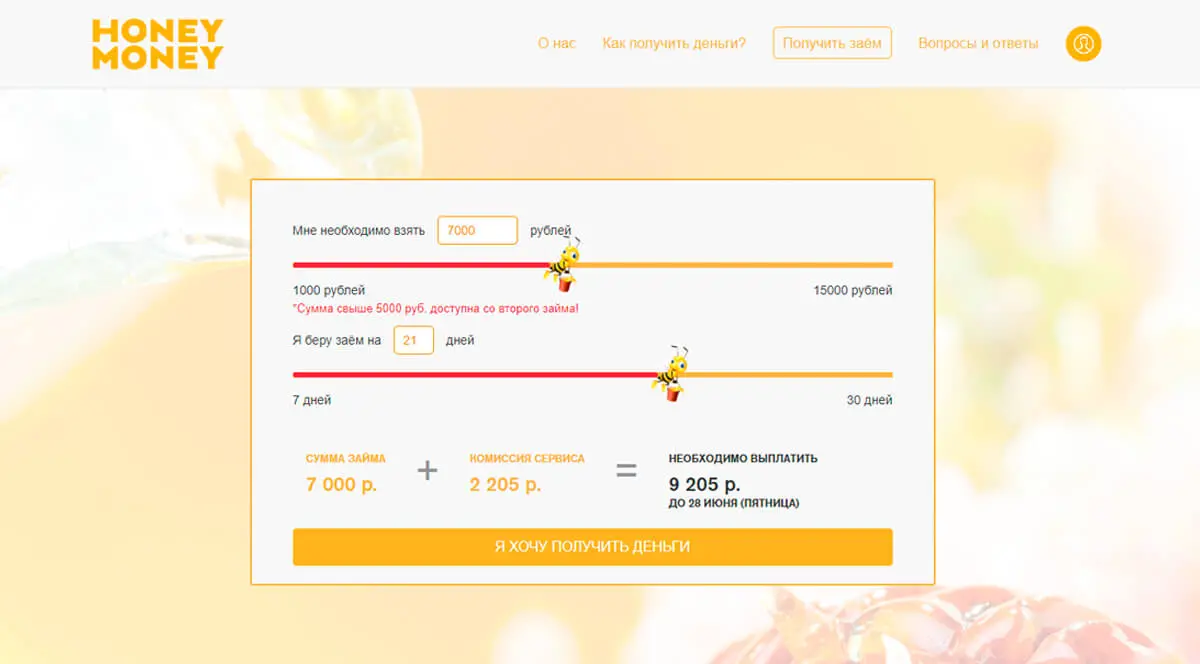 HONEY
MONEY
О нас
Как получить деньги?
Получить заём
Вопросы и ответы
Мне необходимо взять 7000 рублей
1000 рублей 15000 рублей
*Сумма свыше 5000 руб. доступна со второго займа!
Я беру заём на 21 дней
7 дней 30 дней
СУММА ЗАЙМА + КОМИССИЯ СЕРВИСА = НЕОБХОДИМО ВЫПЛАТИТЬ
7 000 р. 2 205 р. 9 205 р.
ДО 28 ИЮНЯ (ПЯТНИЦА)
Я ХОЧУ ПОЛУЧИТЬ ДЕНЬГИ